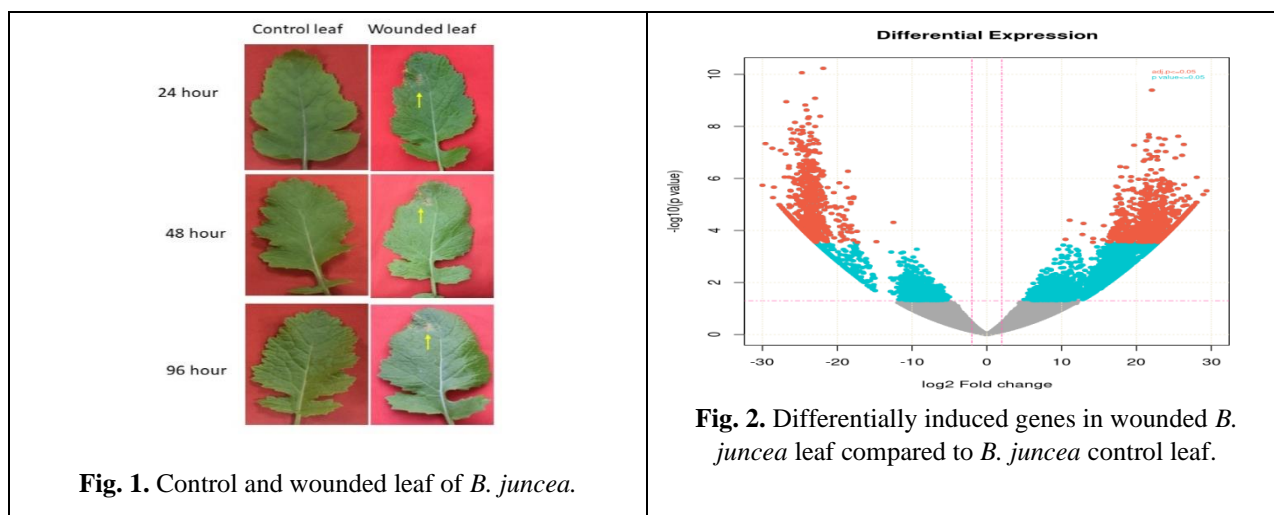 Control leaf Wounded leaf
24 hour
48 hour
96 hour
Fig. 1. Control and wounded leaf of B. juncea.
Differential Expression
adj.p<=0.05
p.value<=0.05
-log10(p value)
10
8
6
4
2
0
-30 -20 -10 0 10 20 30
log2 Fold change
Fig. 2. Differentially induced genes in wounded B.
juncea leaf compared to B. juncea control leaf.